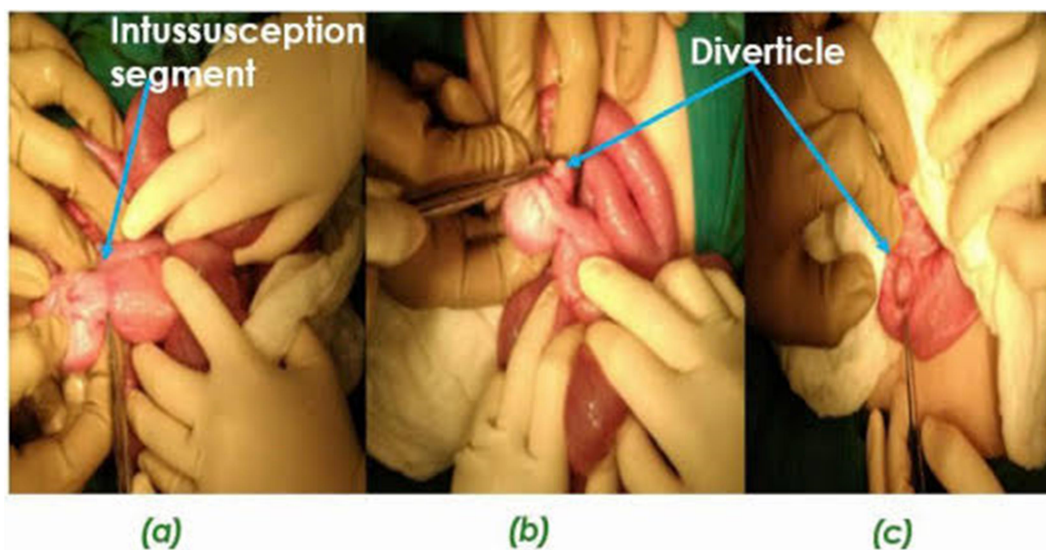 Intussusception
segment
Diverticle
(a)
(b)
(c)